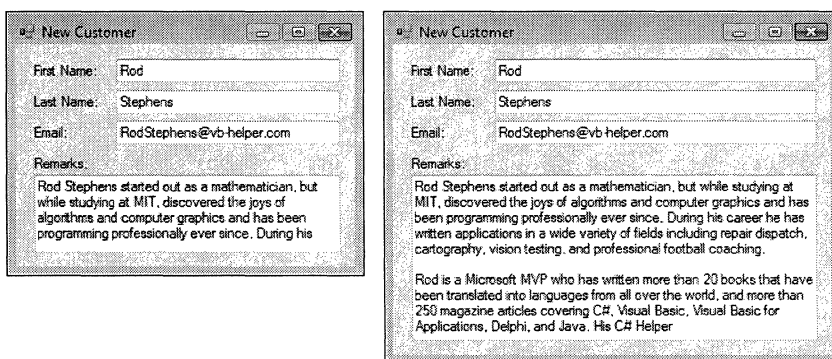 New Customer
First Name: Rod
Last Name: Stephens
Email: RodStephens@vb-helper.com
Remarks:
Rod Stephens started out as a mathematician, but
while studying at MIT, discovered the joys of
algorithms and computer graphics and has been
programming professionally ever since. During his
New Customer
First Name: Rod
Last Name: Stephens
Email: RodStephens@vb-helper.com
Remarks:
Rod Stephens started out as a mathematician, but while studying at
MIT, discovered the joys of algorithms and computer graphics and has
been programming professionally ever since. During his career he has
written applications in a wide variety of fields including repair dispatch,
cartography, vision testing, and professional football coaching.
Rod is a Microsoft MVP who has written more than 20 books that have
been translated into languages from all over the world, and more than
250 magazine articles covering C#, Visual Basic, Visual Basic for
Applications, Delphi, and Java. His C# Helper